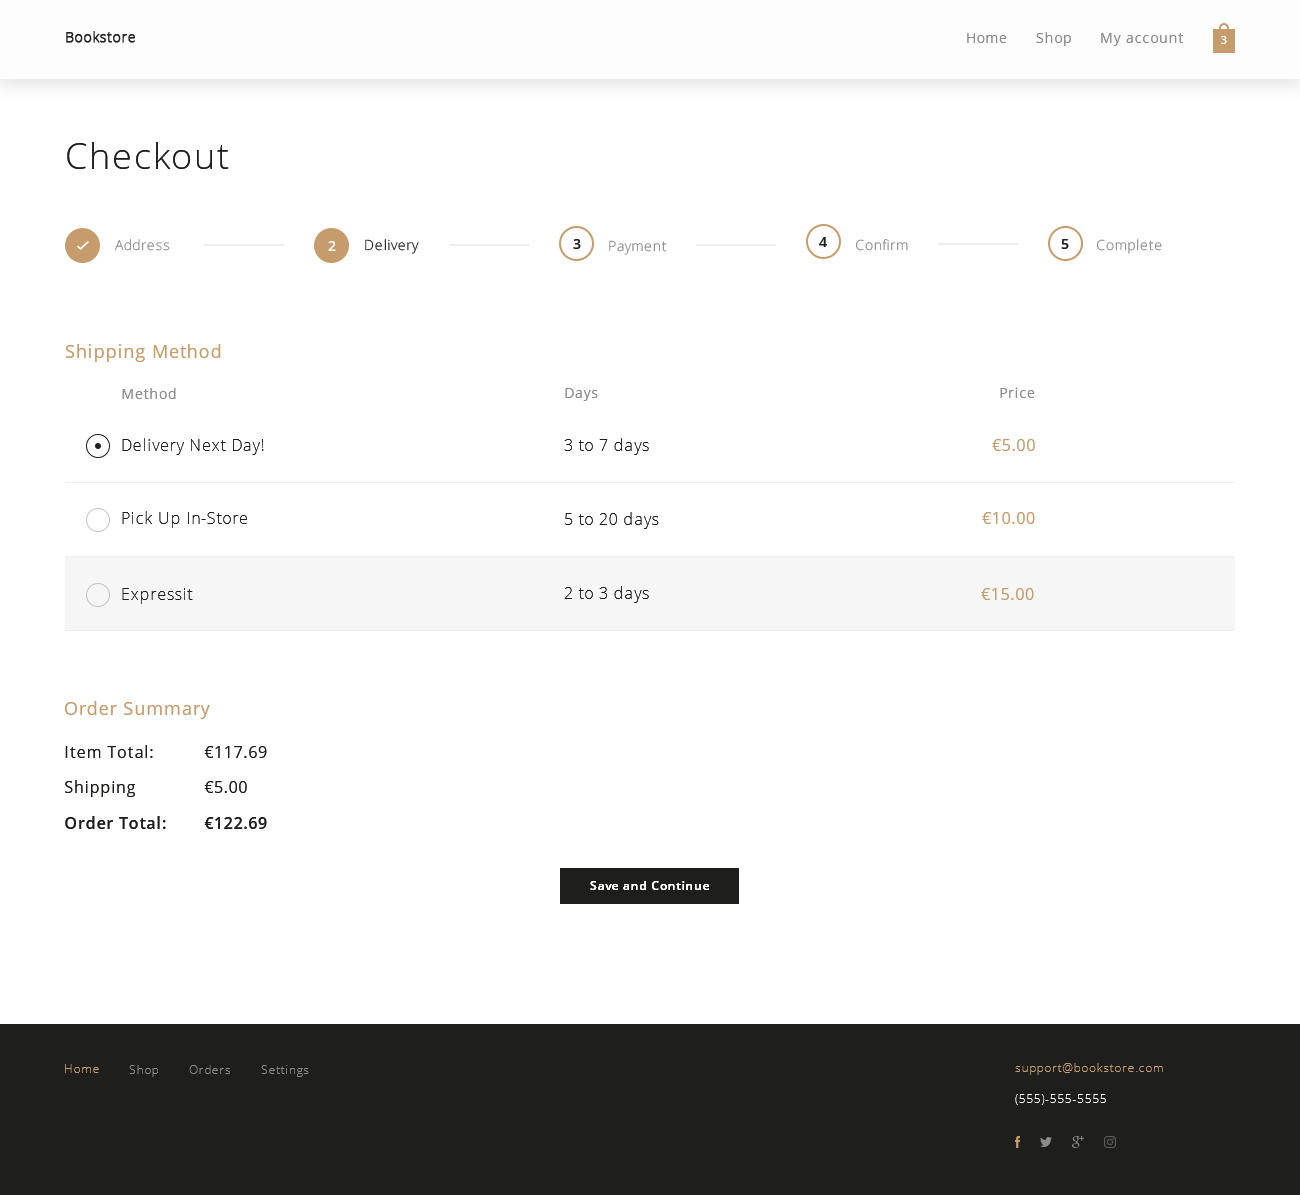 Bookstore Home Shop My account 3
Checkout
Address 2 Delivery 3 Payment 4 Confirm 5 Complete
Shipping Method
Method Days Price
Delivery Next Day! 3 to 7 days €5.00
Pick Up In-Store 5 to 20 days €10.00
Expressit 2 to 3 days €15.00
Order Summary
Item Total: €117.69
Shipping €5.00
Order Total: €122.69
Save and Continue
Home Shop Orders Settings support@bookstore.com
(555)-555-5555